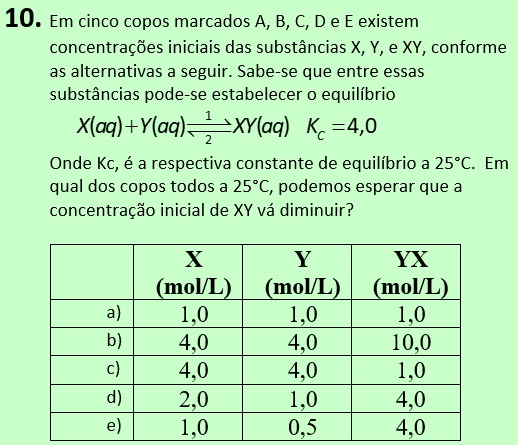 10. Em cinco copos marcados A, B, C, D e E existem
concentrações iniciais das substâncias X, Y, e XY, conforme
as alternativas a seguir. Sabe-se que entre essas
substâncias pode-se estabelecer o equilíbrio
X(aq)+Y(aq) ⇌ XY(aq) K_C =4,0
1
2
Onde Kc, é a respectiva constante de equilíbrio a 25°C. Em
qual dos copos todos a 25°C, podemos esperar que a
concentração inicial de XY vá diminuir?
X Y YX
(mol/L) (mol/L) (mol/L)
a) 1,0 1,0 1,0
b) 4,0 4,0 10,0
c) 4,0 4,0 1,0
d) 2,0 1,0 4,0
e) 1,0 0,5 4,0